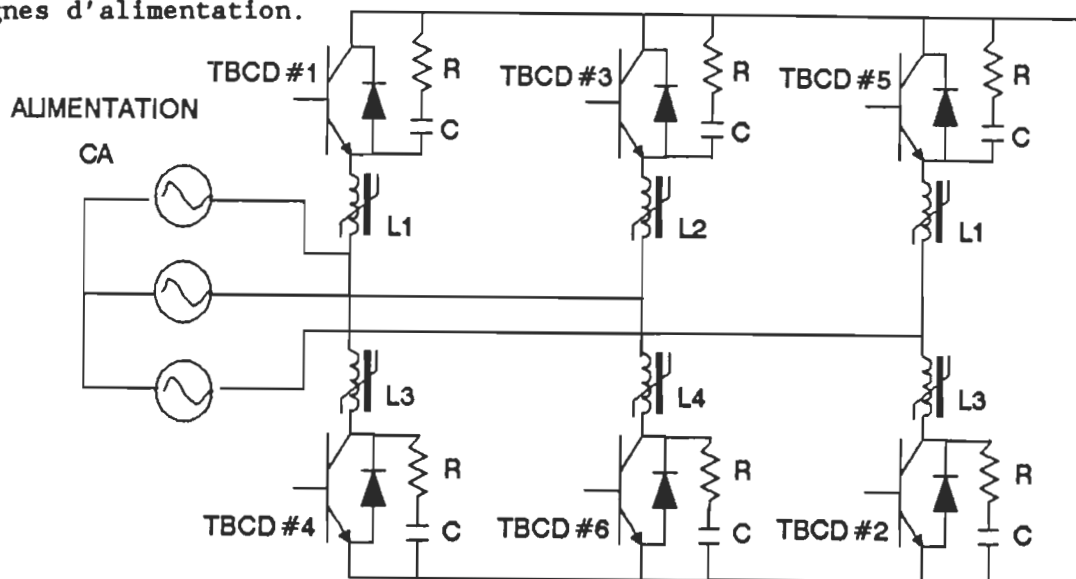 gnes d'alimentation.
TBCD #1 R TBCD #3 R TBCD #5 R
C C C
ALIMENTATION
CA
L1 L2 L1
L3 L4 L3
R R R
TBCD #4 C TBCD #6 C TBCD #2 C